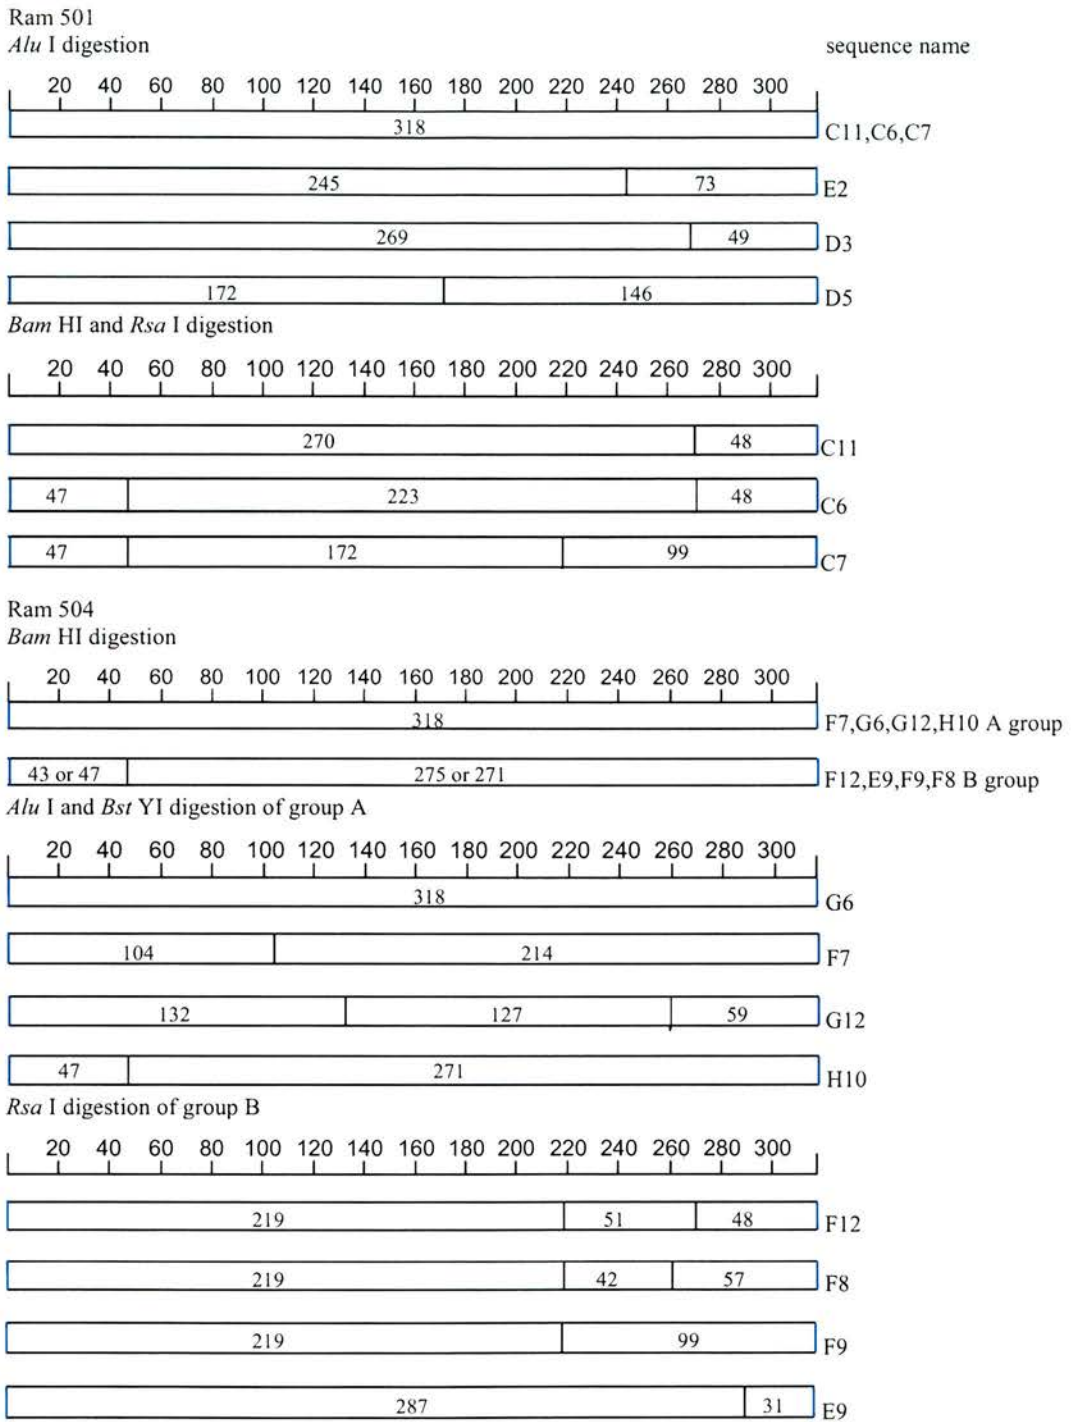 Ram 501
Alu I digestion
sequence name
20 40 60 80 100 120 140 160 180 200 220 240 260 280 300
318 C11,C6,C7
245 73 E2
269 49 D3
172 146 D5
Bam HI and Rsa I digestion
20 40 60 80 100 120 140 160 180 200 220 240 260 280 300
270 48 C11
47 223 48 C6
47 172 99 C7
Ram 504
Bam HI digestion
20 40 60 80 100 120 140 160 180 200 220 240 260 280 300
318 F7,G6,G12,H10 A group
43 or 47 275 or 271 F12,E9,F9,F8 B group
Alu I and Bst YI digestion of group A
20 40 60 80 100 120 140 160 180 200 220 240 260 280 300
318 G6
104 214 F7
132 127 59 G12
47 271 H10
Rsa I digestion of group B
20 40 60 80 100 120 140 160 180 200 220 240 260 280 300
219 51 48 F12
219 42 57 F8
219 99 F9
287 31 E9